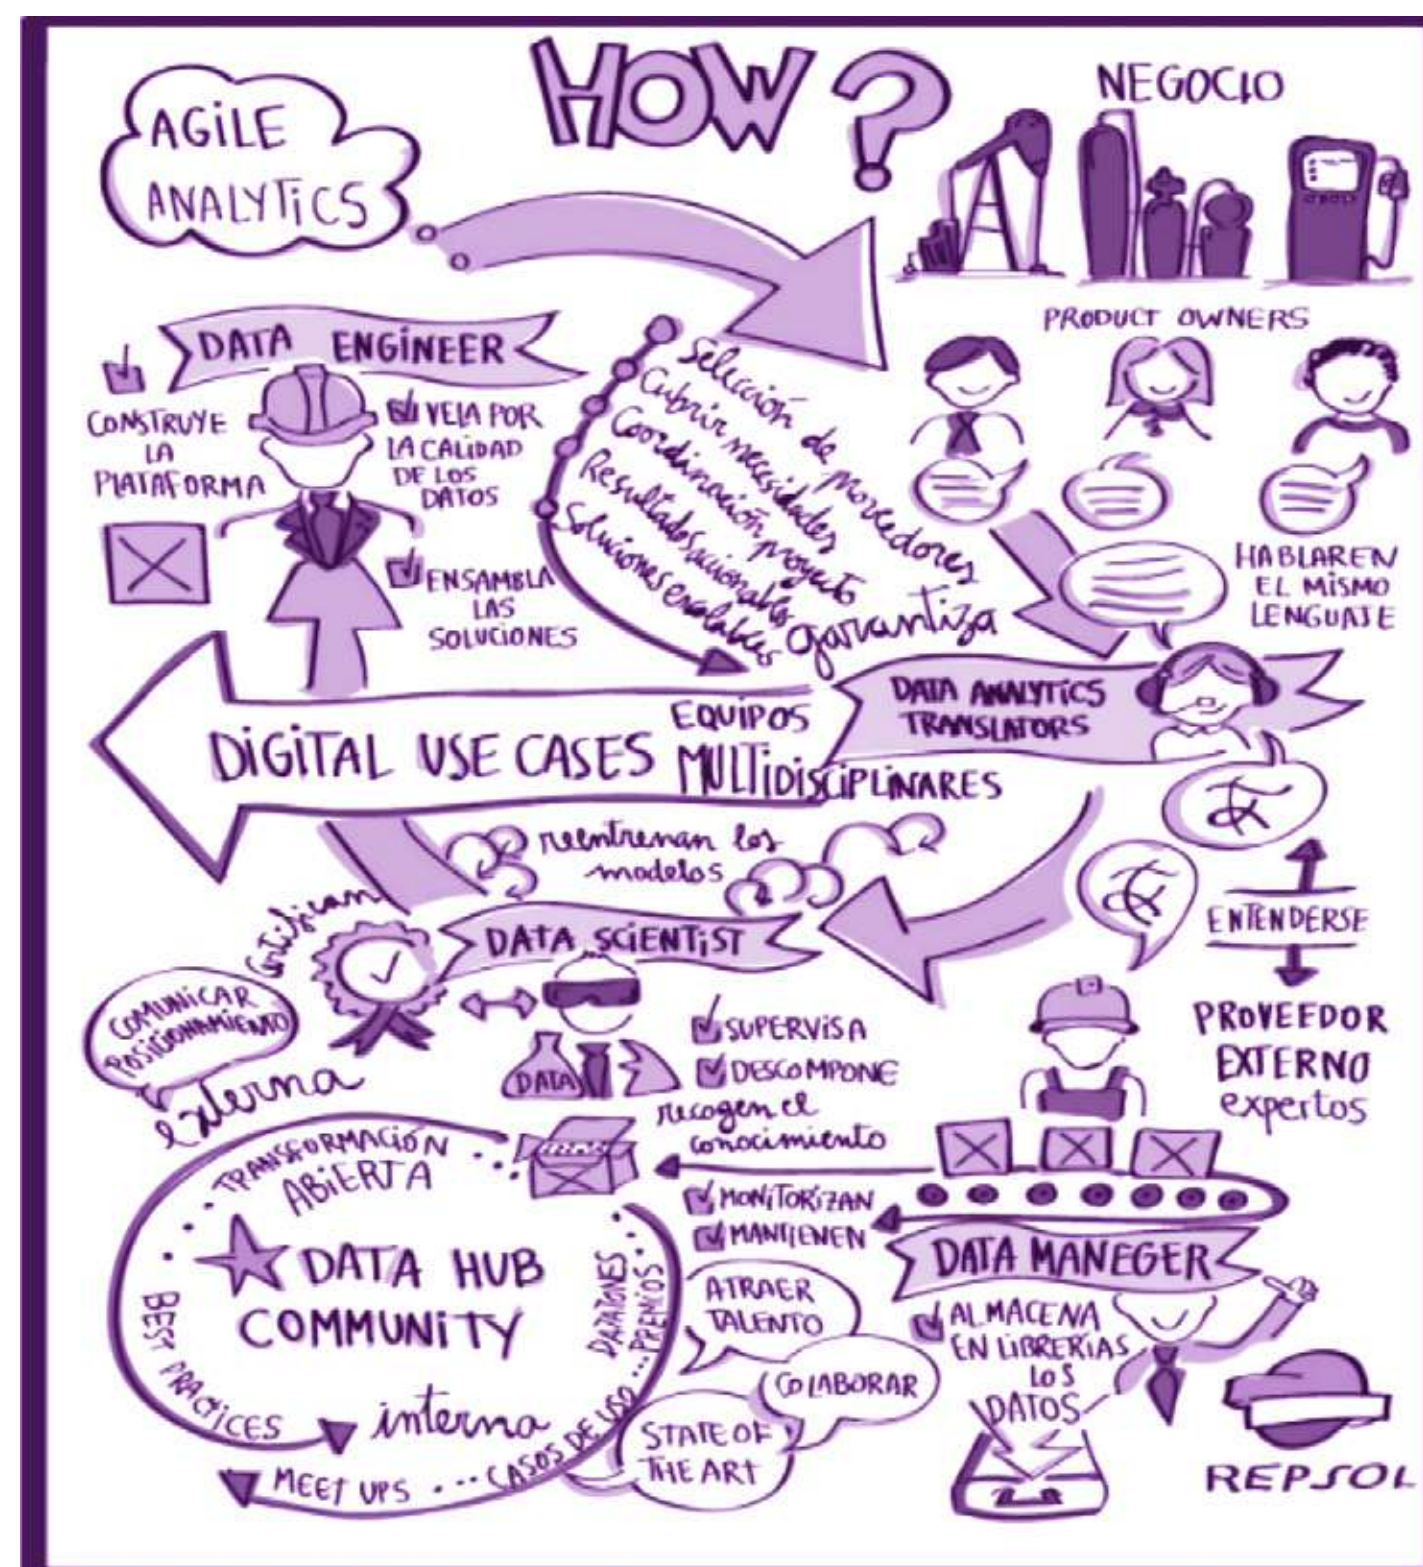 AGILE
ANALYTICS
HOW?
NEGOCIO
PRODUCT OWNERS
DATA ENGINEER
CONSTRUYE
LA
PLATAFORMA
VELA POR
LA CALIDAD
DE LOS
DATOS
ENSAMBLA
LAS
SOLUCIONES
Selección de proveedores
Cubrir necesidades
Coordinación proyecto
Resultados accionables
Soluciones escalables
garantiza
HABLAR EN
EL MISMO
LENGUAJE
DATA ANALYTICS
TRANSLATORS
DIGITAL USE CASES
EQUIPOS
MULTIDISCIPLINARES
reentrenan los
modelos
ENTENDERSE
certifican
DATA SCIENTIST
COMUNICAR
POSICIONAMIENTO
externa
DATA
SUPERVISA
DESCOMPONE
recogen el
conocimiento
PROVEEDOR
EXTERNO
expertos
MONITORIZAN
MANTIENEN
TRANSFORMACIÓN
ABIERTA
DATA HUB
COMMUNITY
BEST PRACTICES
interna
MEET UPS ... CASOS DE USO ... PREMIOS
DATATONES
ATRAER
TALENTO
COLABORAR
STATE OF
THE ART
DATA MANEGER
ALMACENA
EN LIBRERÍAS
LOS
DATOS
REPSOL